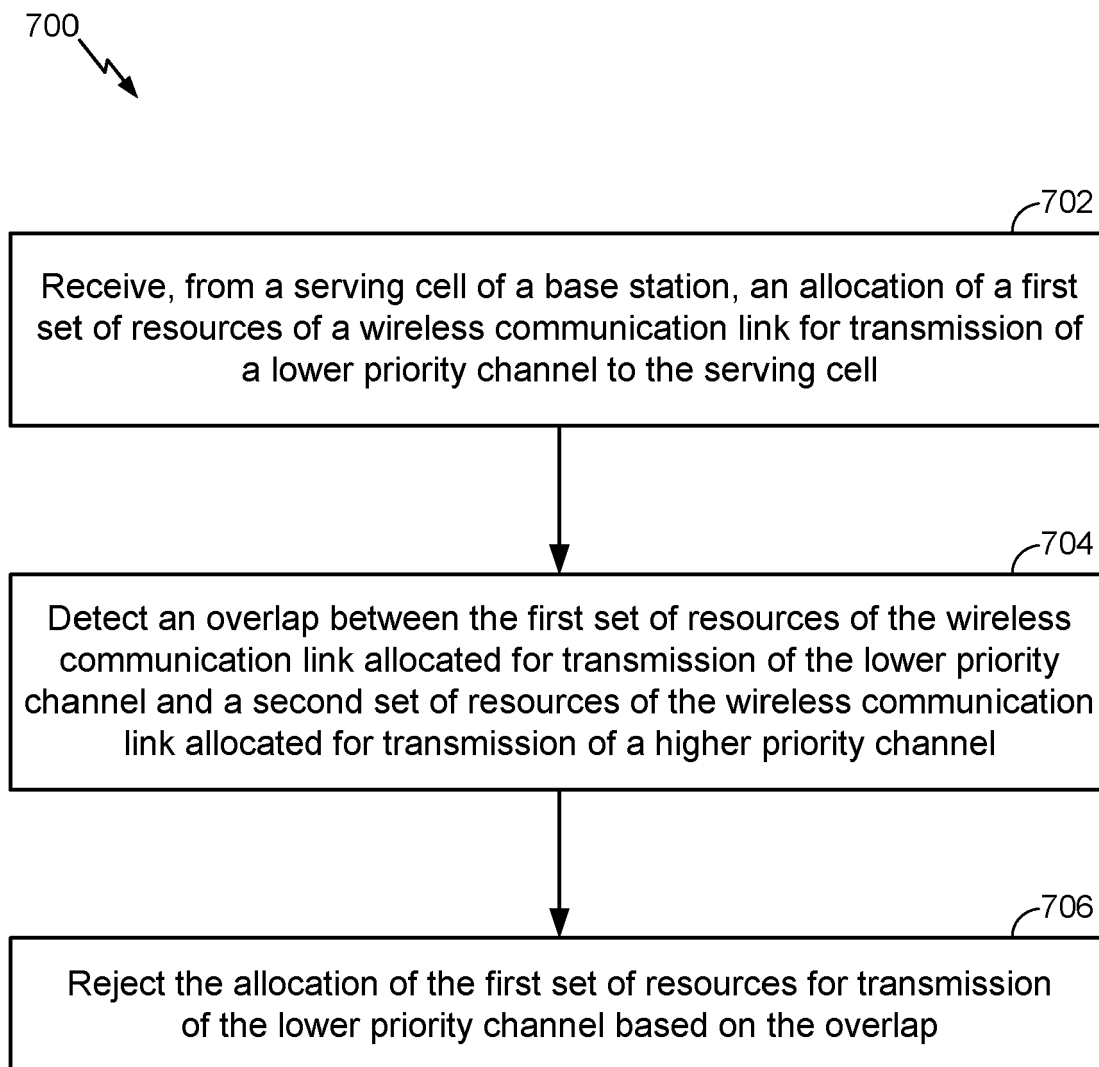 700
702
Receive, from a serving cell of a base station, an allocation of a first
set of resources of a wireless communication link for transmission of
a lower priority channel to the serving cell
704
Detect an overlap between the first set of resources of the wireless
communication link allocated for transmission of the lower priority
channel and a second set of resources of the wireless communication
link allocated for transmission of a higher priority channel
706
Reject the allocation of the first set of resources for transmission
of the lower priority channel based on the overlap